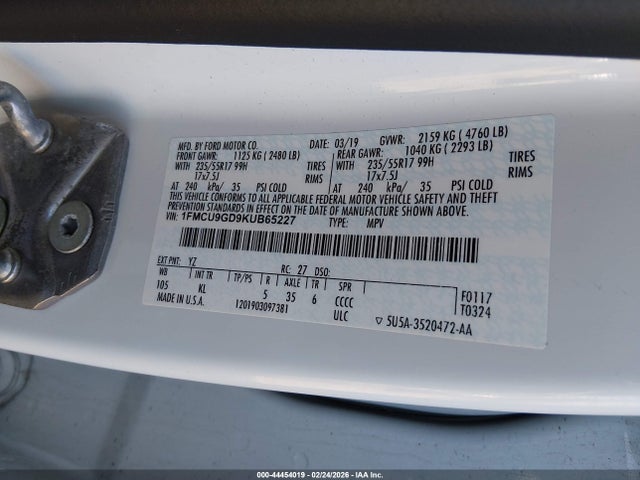 MFD. BY FORD MOTOR CO. DATE: 03/19 GVWR: 2159 KG ( 4760 LB)
FRONT GAWR: 1125 KG ( 2480 LB) REAR GAWR: 1040 KG ( 2293 LB)
WITH 235/55R17 99H TIRES WITH 235/55R17 99H TIRES
17x7.5J RIMS 17x7.5J RIMS
AT 240 kPa/ 35 PSI COLD AT 240 kPa/ 35 PSI COLD
THIS VEHICLE CONFORMS TO ALL APPLICABLE FEDERAL MOTOR VEHICLE SAFETY AND THEFT
PREVENTION STANDARDS IN EFFECT ON THE DATE OF MANUFACTURE SHOWN ABOVE.
1FMCU9GD9KUB65227 TYPE: MPV
EXT PNT: YZ RC: 27 DSO:
WB INT TR TP/PS R AXLE TR SPR
105 KL 5 35 6 CCCC F0117
MADE IN U.S.A. 1201903097381 ULC T0324
▽ 5U5A-3520472-AA
000-44454019 - 02/24/2026 - IAA Inc.